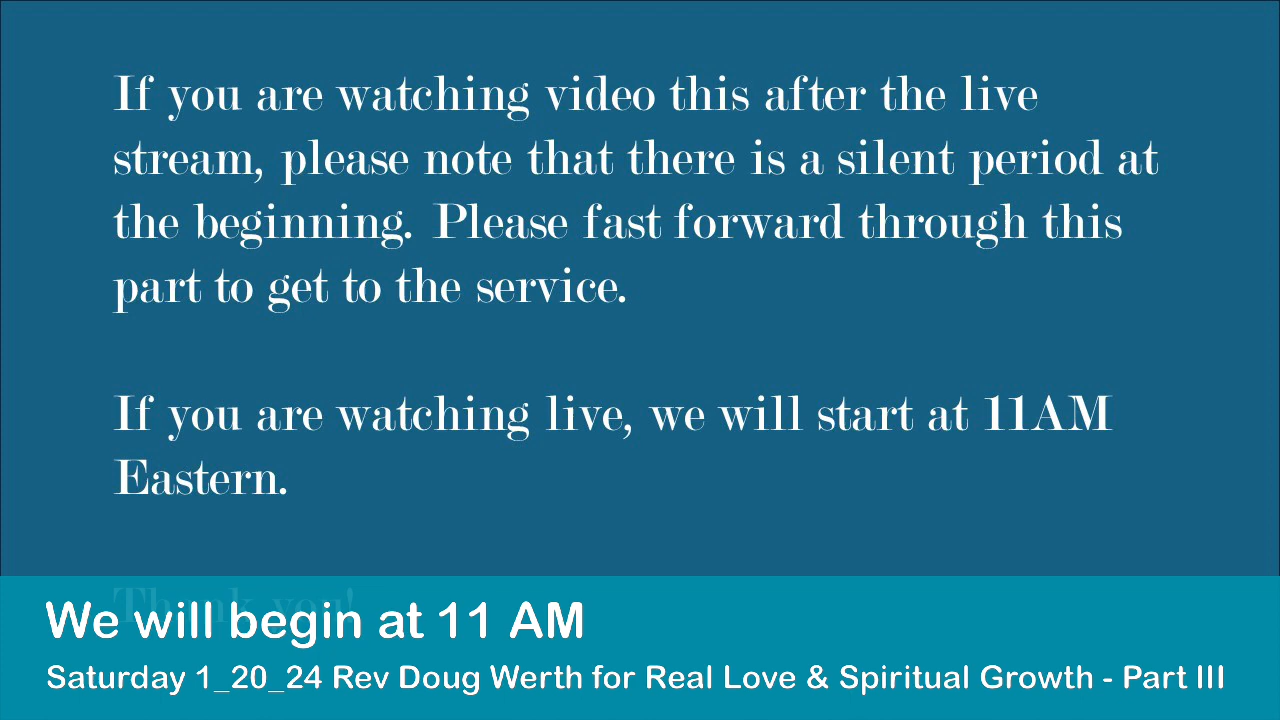 If you are watching video this after the live
stream, please note that there is a silent period at
the beginning. Please fast forward through this
part to get to the service.
If you are watching live, we will start at 11AM
Eastern.
Thank you!
We will begin at 11 AM
Saturday 1_20_24 Rev Doug Werth for Real Love & Spiritual Growth - Part III